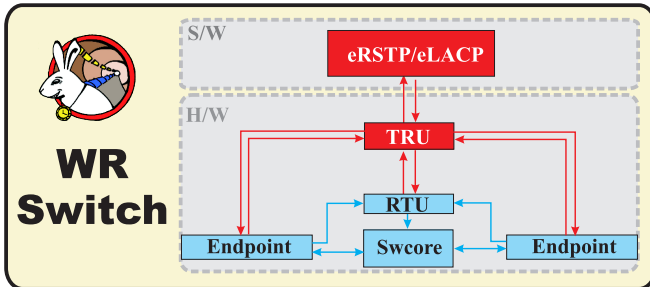 S/W
eRSTP/eLACP
H/W
TRU
WR
Switch
RTU
Endpoint
Swcore
Endpoint